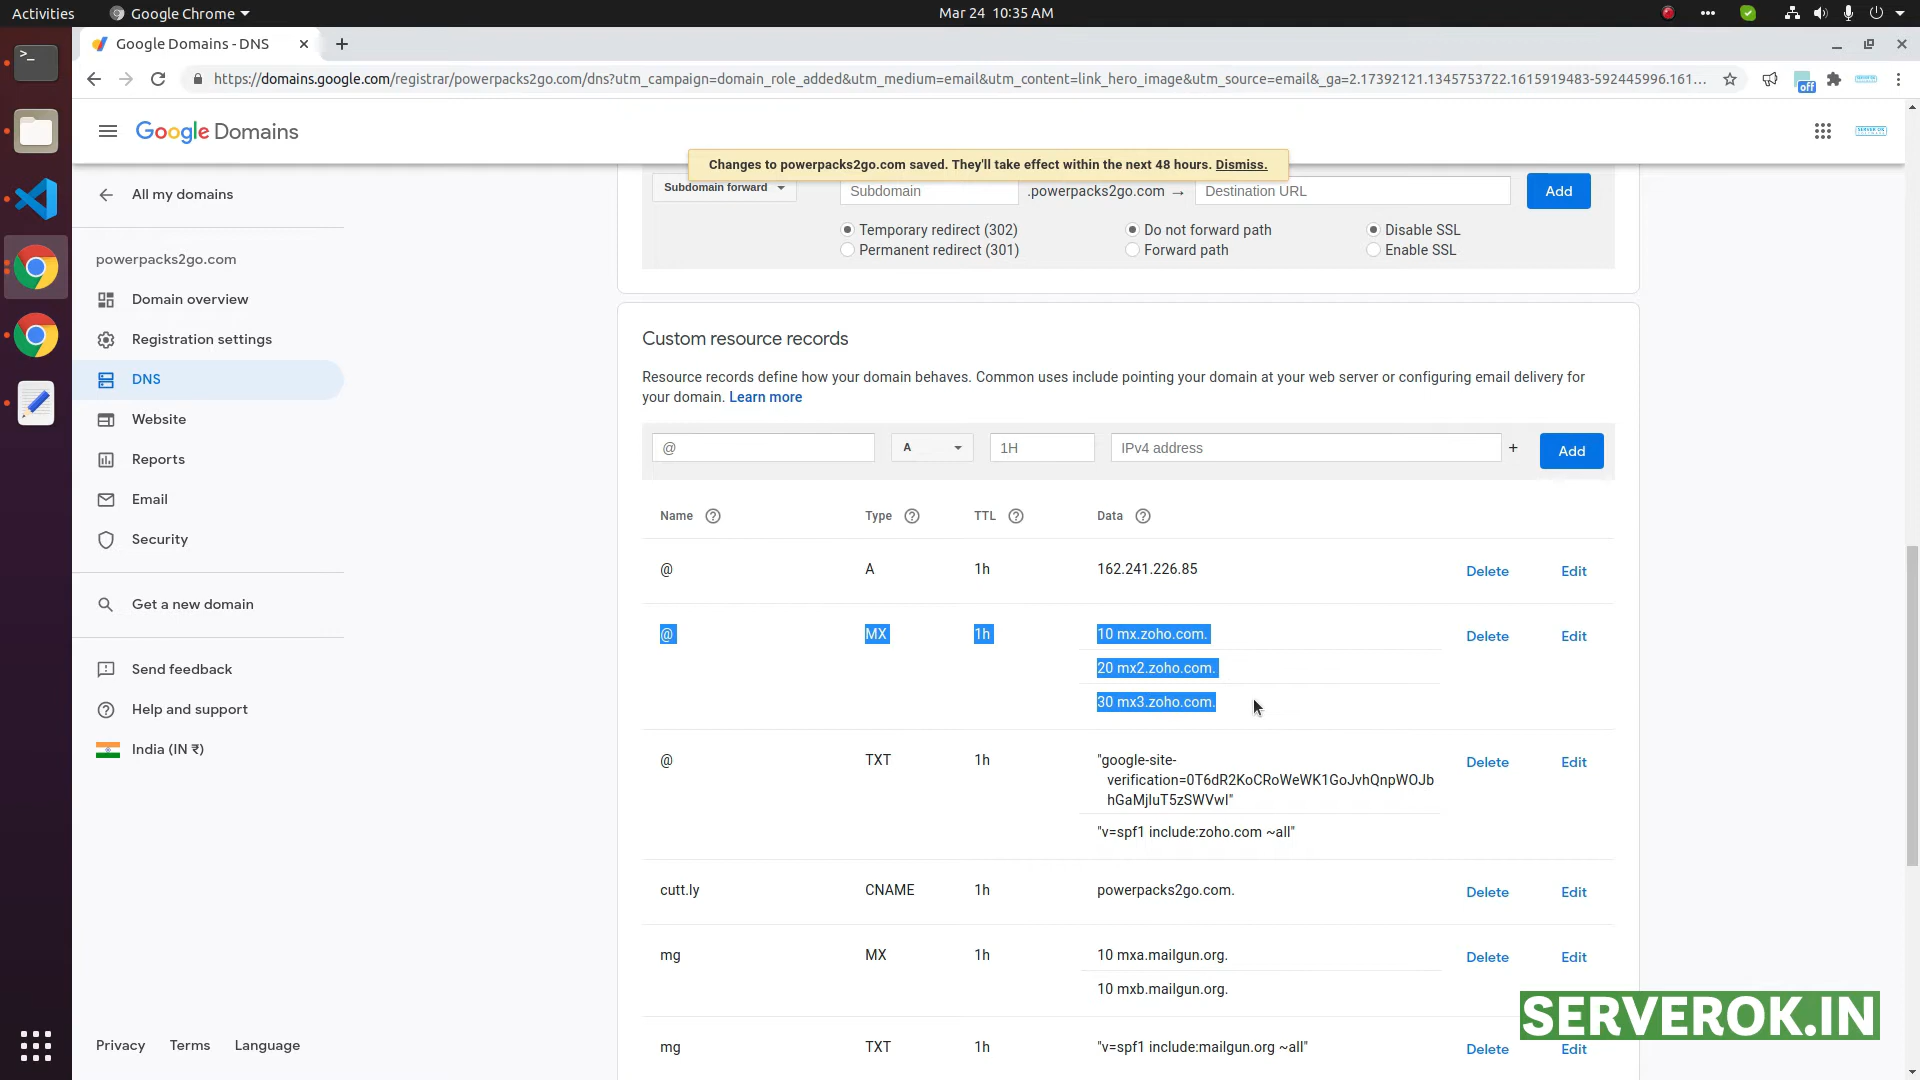 Activities
Google Chrome
Mar 24 10:35 AM
Google Domains - DNS
https://domains.google.com/registrar/powerpacks2go.com/dns?utm_campaign=domain_role_added&utm_medium=email&utm_content=link_hero_image&utm_source=email&_ga=2.17392121.1345753722.1615919483-592445996.161...
off
Google Domains
Changes to powerpacks2go.com saved. They'll take effect within the next 48 hours. Dismiss.
All my domains
powerpacks2go.com
Domain overview
Registration settings
DNS
Website
Reports
Email
Security
Get a new domain
Send feedback
Help and support
India (IN ₹)
Privacy Terms Language
Subdomain forward
Subdomain
.powerpacks2go.com →
Destination URL
Add
Temporary redirect (302)
Permanent redirect (301)
Do not forward path
Forward path
Disable SSL
Enable SSL
Custom resource records
Resource records define how your domain behaves. Common uses include pointing your domain at your web server or configuring email delivery for
your domain. Learn more
@ A 1H IPv4 address + Add
Name Type TTL Data
@ A 1h 162.241.226.85 Delete Edit
@ MX 1h 10 mx.zoho.com. Delete Edit
20 mx2.zoho.com.
30 mx3.zoho.com.
@ TXT 1h "google-site- Delete Edit
verification=0T6dR2KoCRoWeWK1GoJvhQnpWOJb
hGaMjluT5zSWVwI"
"v=spf1 include:zoho.com ~all"
cutt.ly CNAME 1h powerpacks2go.com. Delete Edit
mg MX 1h 10 mxa.mailgun.org. Delete Edit
10 mxb.mailgun.org.
mg TXT 1h "v=spf1 include:mailgun.org ~all" Delete Edit
SERVEROK.IN